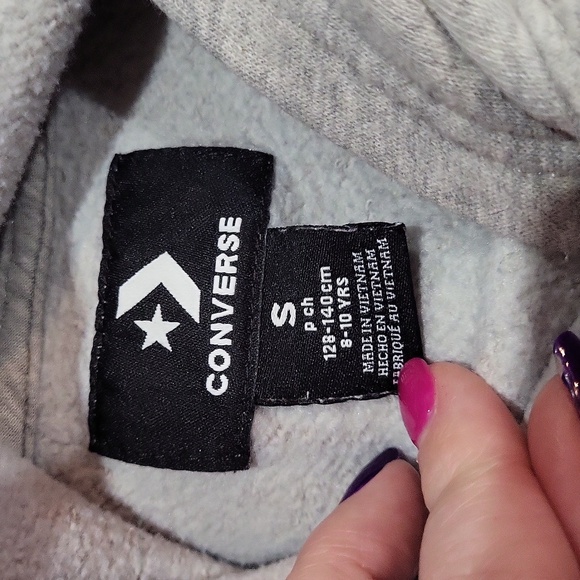 CONVERSE
S
p ch
128-140cm
8-10 YRS
MADE IN VIETNAM
HECHO EN VIETNAM
FABRIQUÉ AU VIETNAM